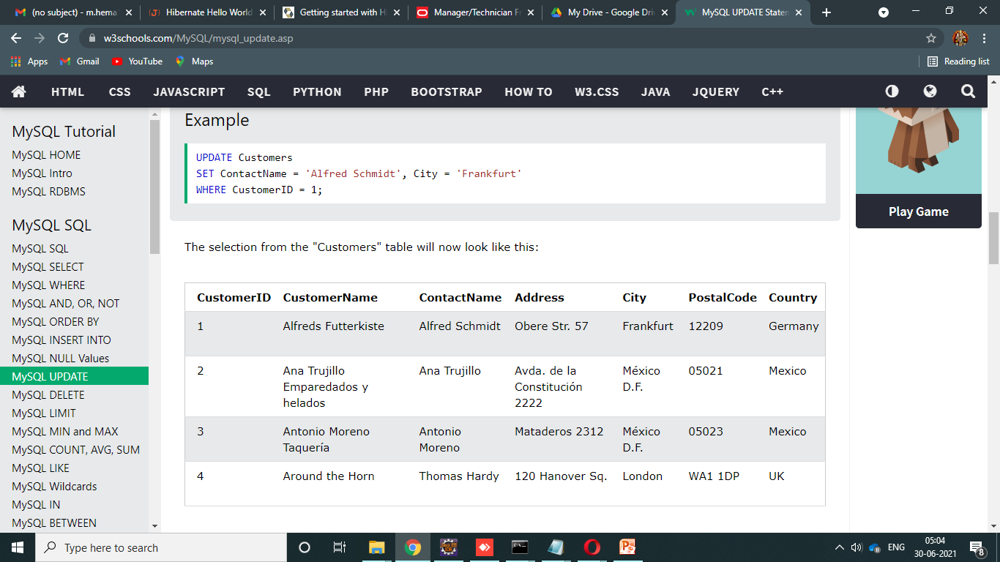 (no subject) - m.hema
Hibernate Hello World
Getting started with H
Manager/Technician F
My Drive - Google Dri
MySQL UPDATE Statem
w3schools.com/MySQL/mysql_update.asp
Apps Gmail YouTube Maps Reading list
HTML CSS JAVASCRIPT SQL PYTHON PHP BOOTSTRAP HOW TO W3.CSS JAVA JQUERY C++
MySQL Tutorial
MySQL HOME
MySQL Intro
MySQL RDBMS
MySQL SQL
MySQL SQL
MySQL SELECT
MySQL WHERE
MySQL AND, OR, NOT
MySQL ORDER BY
MySQL INSERT INTO
MySQL NULL Values
MySQL UPDATE
MySQL DELETE
MySQL LIMIT
MySQL MIN and MAX
MySQL COUNT, AVG, SUM
MySQL LIKE
MySQL Wildcards
MySQL IN
MySQL BETWEEN
Example
UPDATE Customers
SET ContactName = 'Alfred Schmidt', City = 'Frankfurt'
WHERE CustomerID = 1;
The selection from the "Customers" table will now look like this:
CustomerID CustomerName ContactName Address City PostalCode Country
1 Alfreds Futterkiste Alfred Schmidt Obere Str. 57 Frankfurt 12209 Germany
2 Ana Trujillo Ana Trujillo Avda. de la México 05021 Mexico
Emparedados y Constitución D.F.
helados 2222
3 Antonio Moreno Antonio Mataderos 2312 México 05023 Mexico
Taquería Moreno D.F.
4 Around the Horn Thomas Hardy 120 Hanover Sq. London WA1 1DP UK
Play Game
Type here to search
ENG
05:04
30-06-2021
8